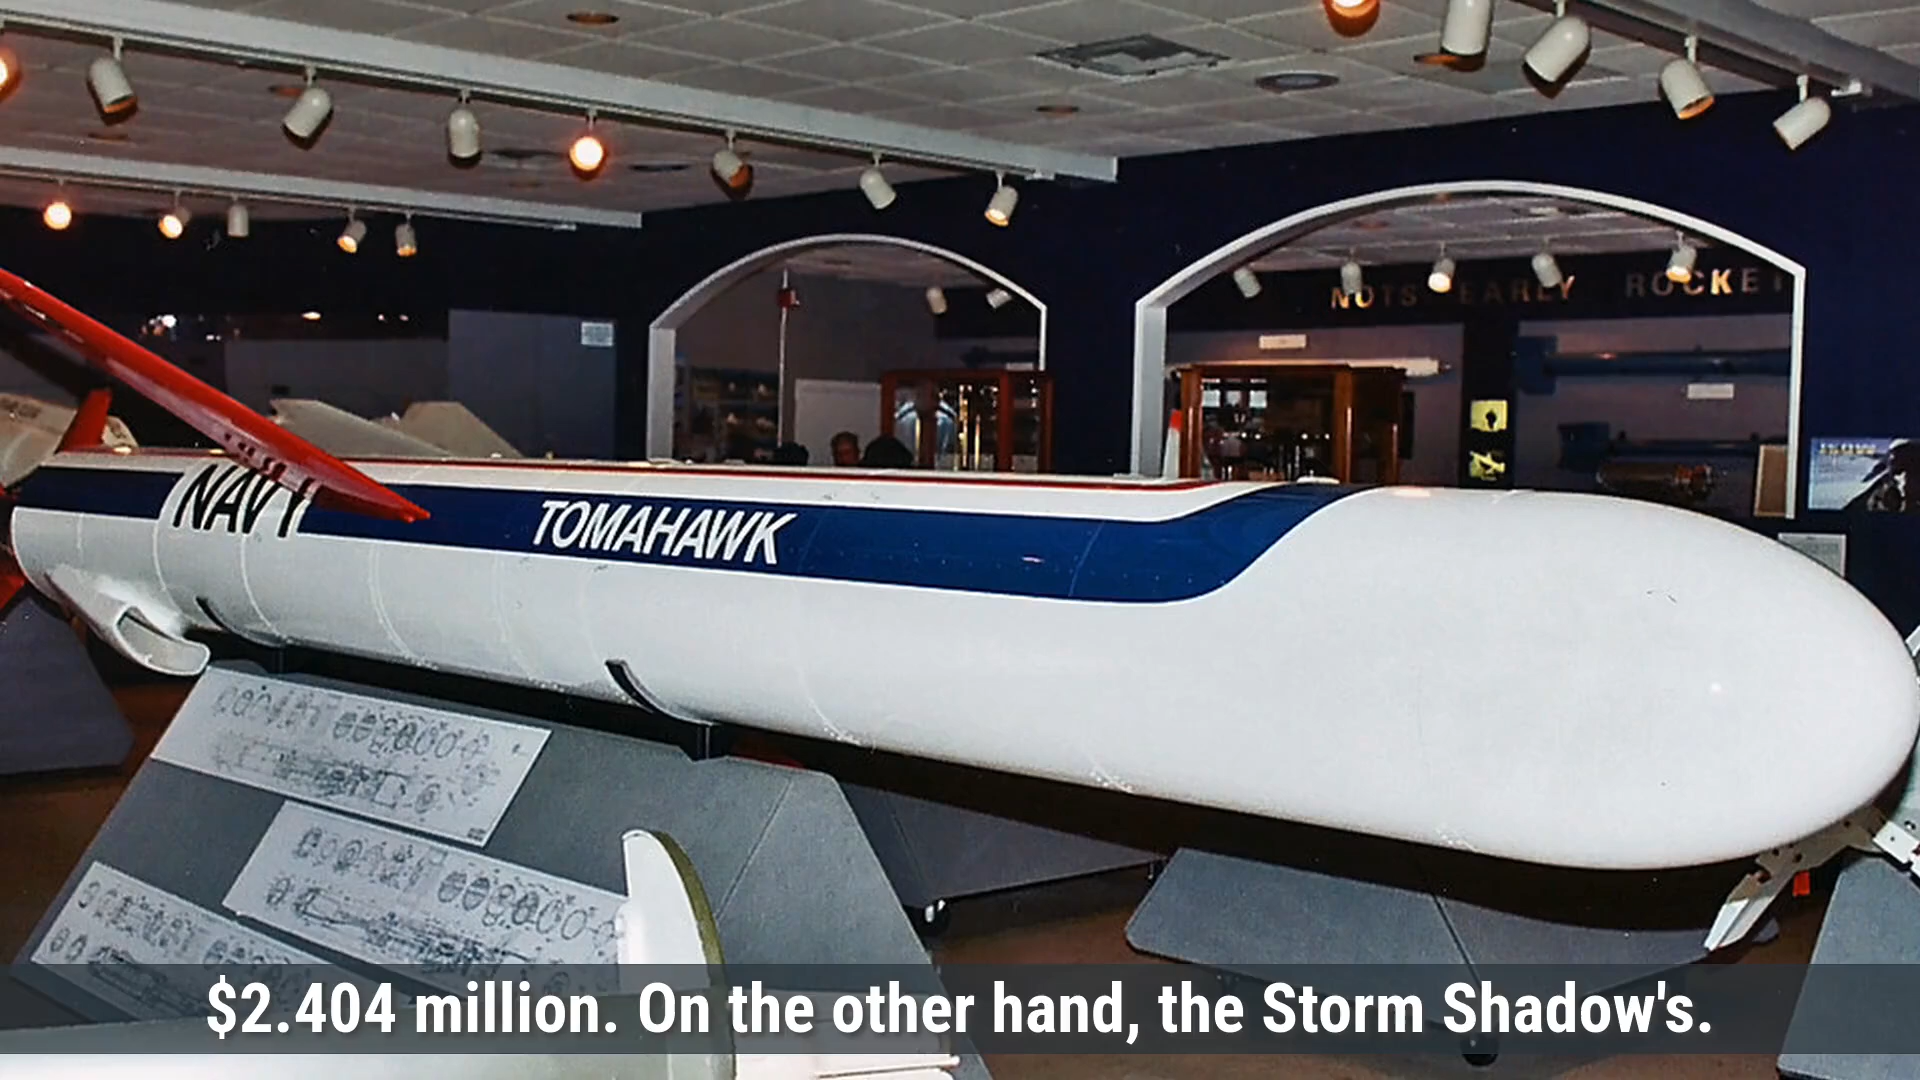 NOTS EARLY ROCKET
NAVY
TOMAHAWK
$2.404 million. On the other hand, the Storm Shadow's.